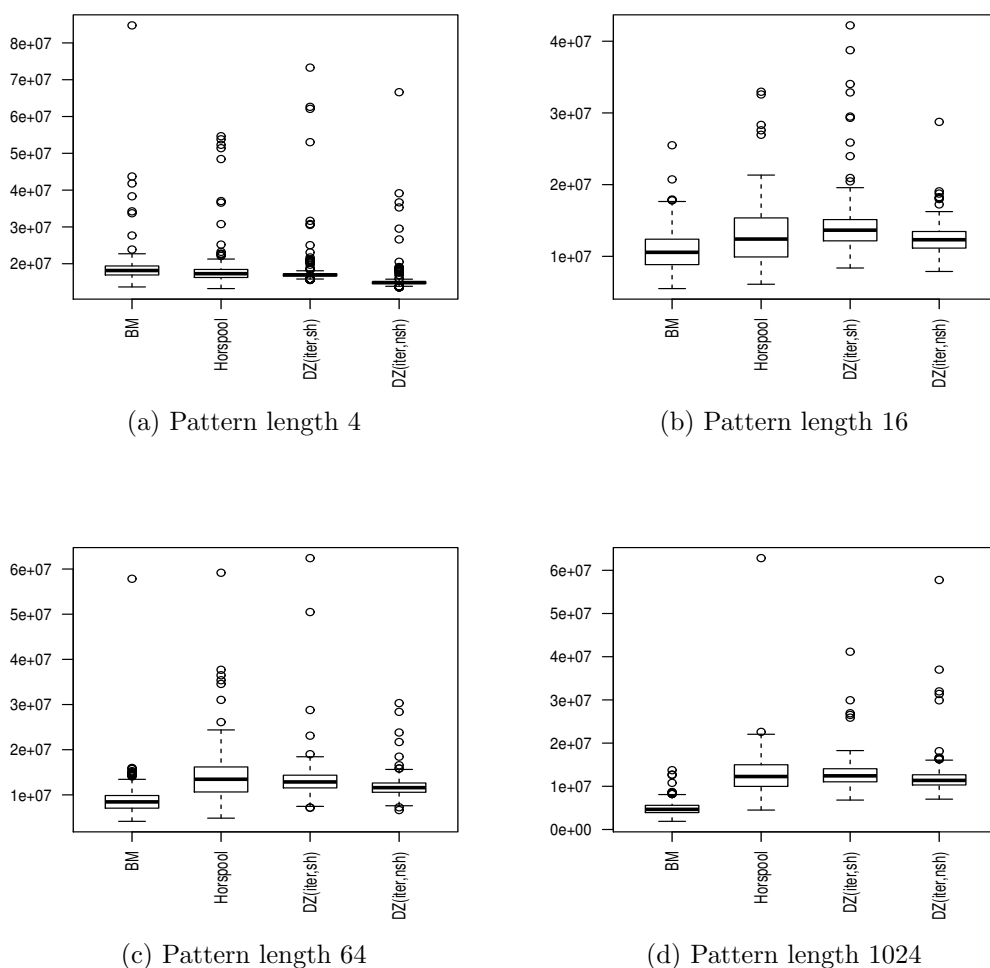 8e+07
7e+07
6e+07
5e+07
4e+07
3e+07
2e+07
BM
Horspool
DZ(iter,sh)
DZ(iter,nsh)
(a) Pattern length 4
4e+07
3e+07
2e+07
1e+07
BM
Horspool
DZ(iter,sh)
DZ(iter,nsh)
(b) Pattern length 16
6e+07
5e+07
4e+07
3e+07
2e+07
1e+07
BM
Horspool
DZ(iter,sh)
DZ(iter,nsh)
(c) Pattern length 64
6e+07
5e+07
4e+07
3e+07
2e+07
1e+07
0e+00
BM
Horspool
DZ(iter,sh)
DZ(iter,nsh)
(d) Pattern length 1024